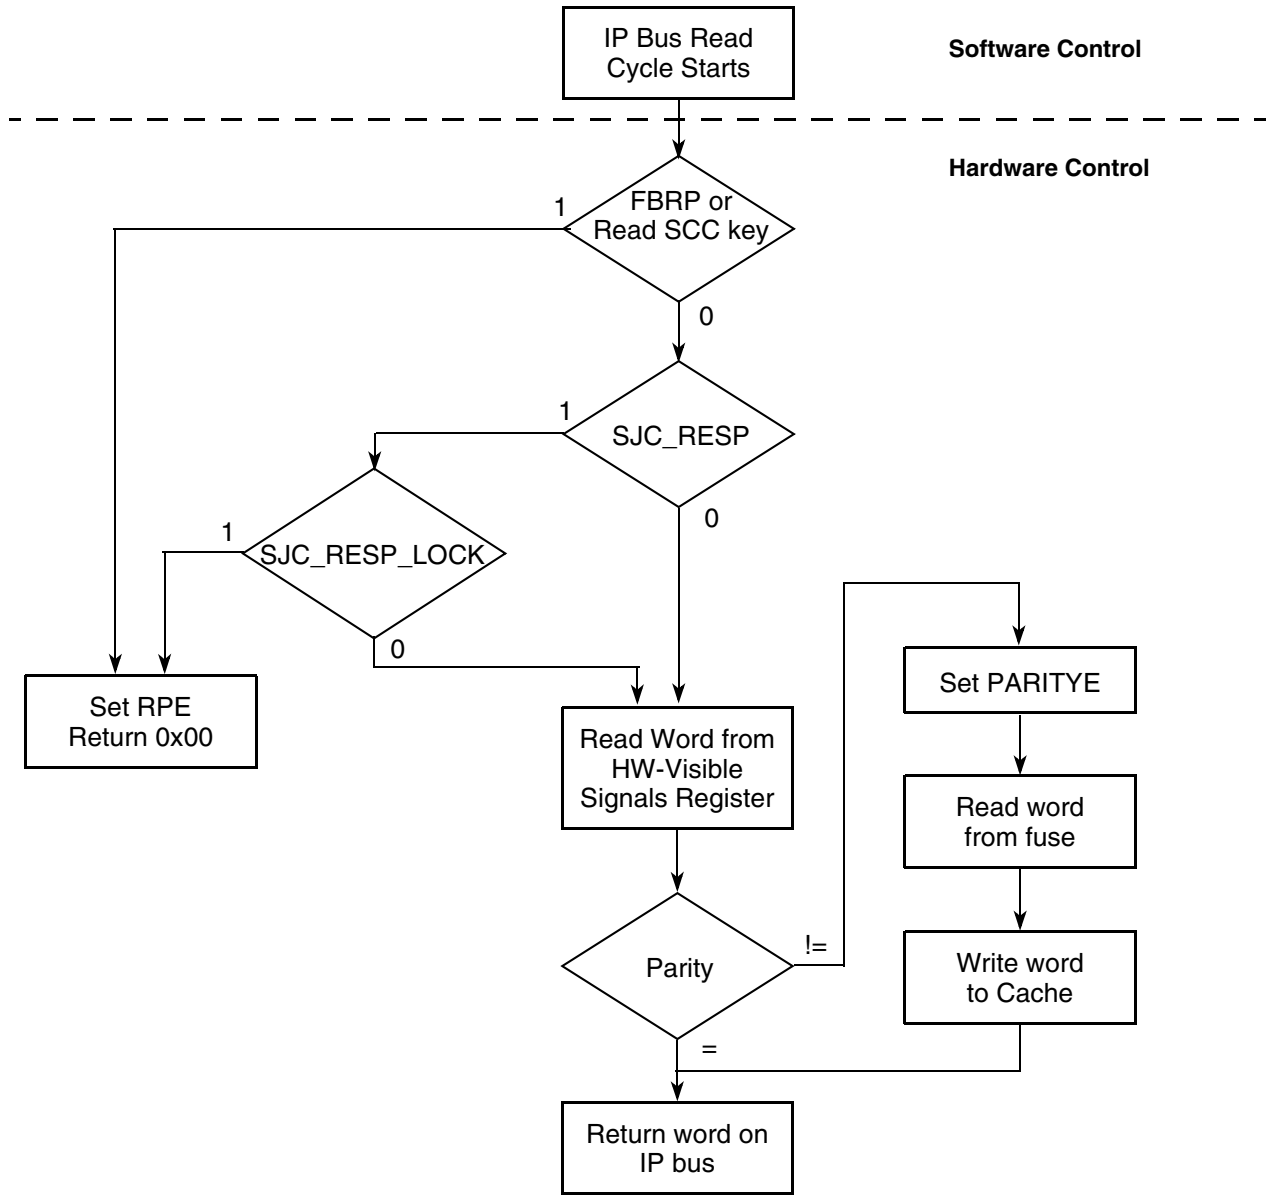 IP Bus Read
Cycle Starts
Software Control
Hardware Control
FBRP or
Read SCC key
1
0
SJC_RESP
1
0
SJC_RESP_LOCK
1
0
Set RPE
Return 0x00
Read Word from
HW-Visible
Signals Register
Set PARITYE
Read word
from fuse
Write word
to Cache
Parity
!=
=
Return word on
IP bus